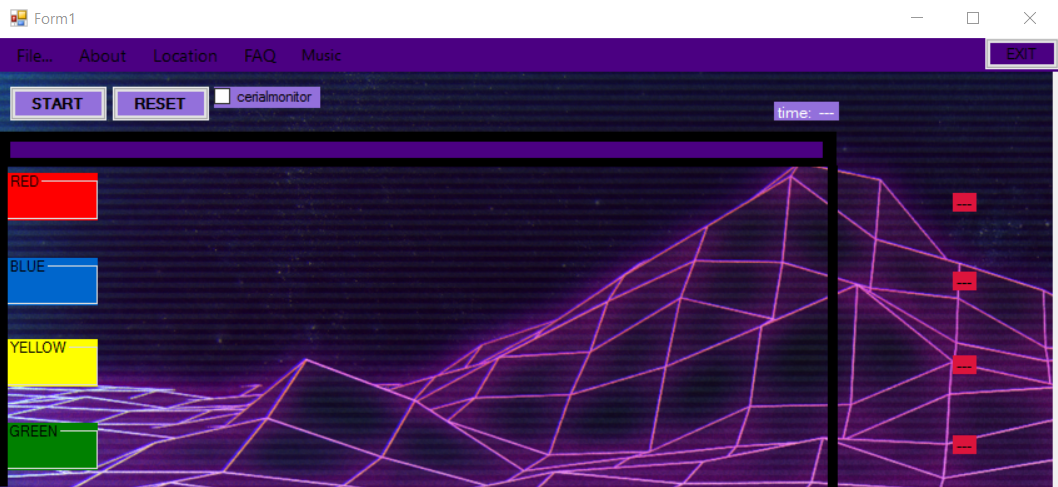 Form1
File... About Location FAQ Music EXIT
START RESET cerialmonitor
time: ---
RED
---
BLUE
---
YELLOW
---
GREEN
---